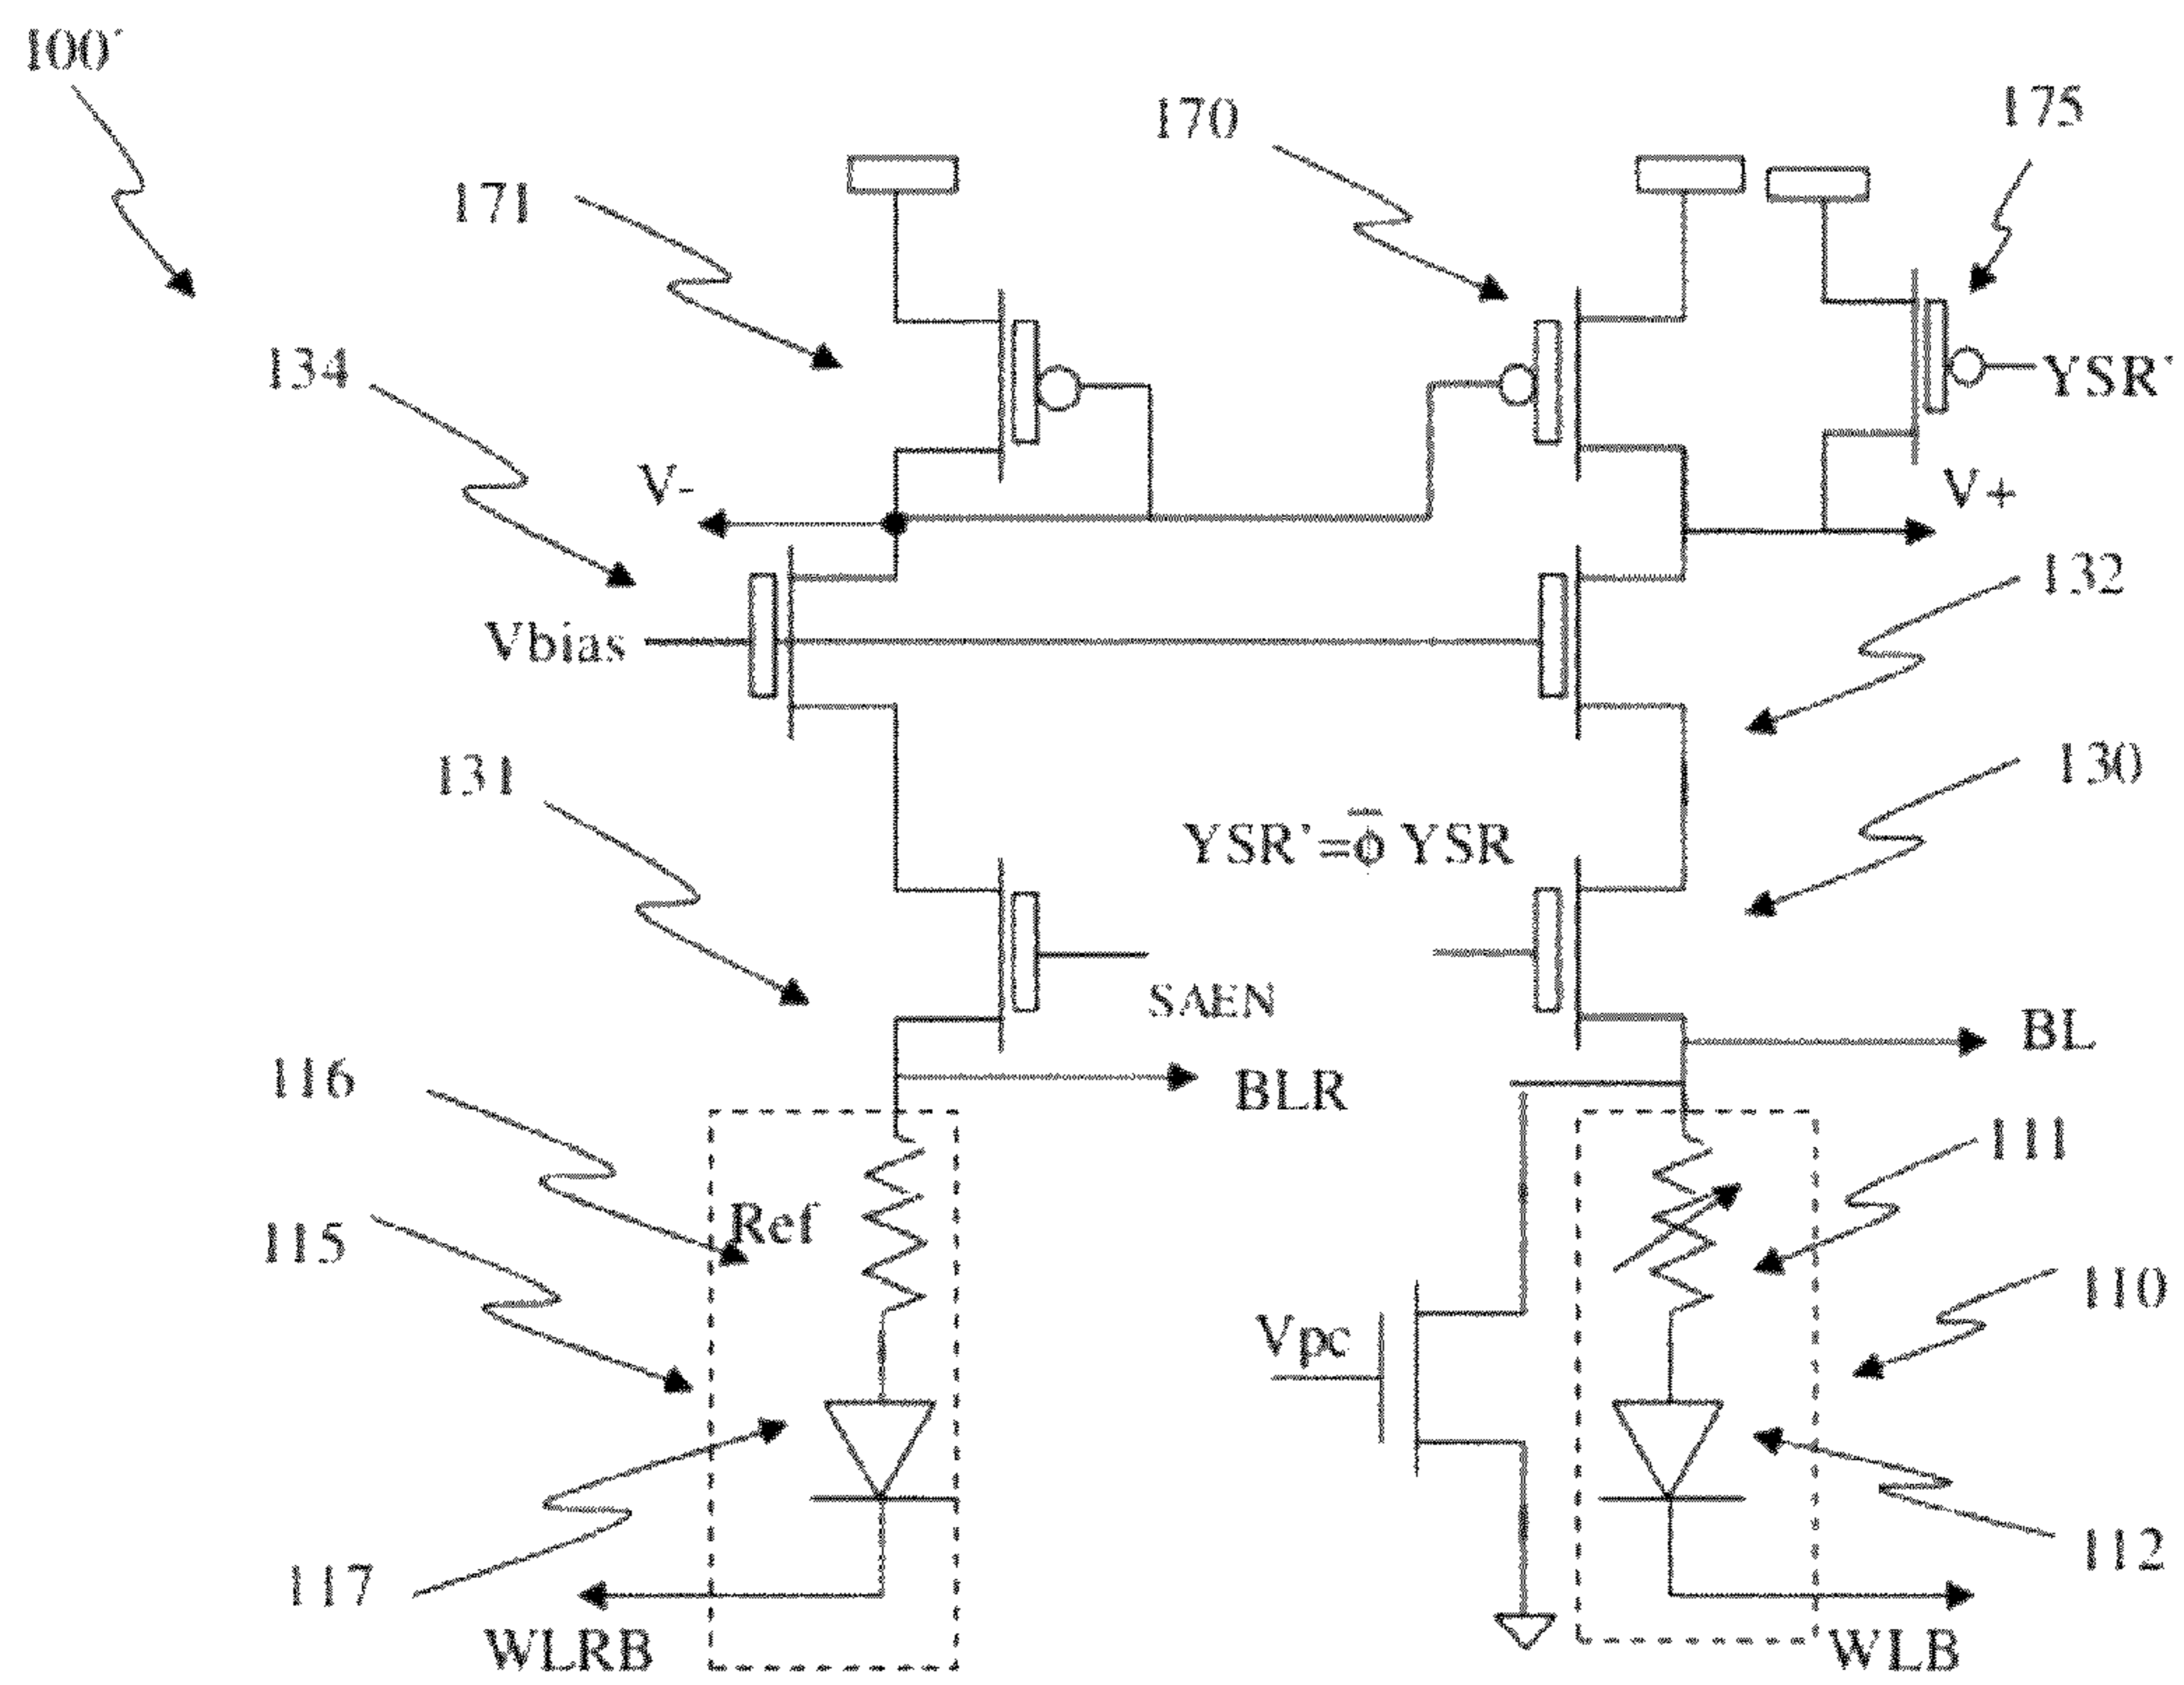 100'
170
175
171
134
YSR'
V-
V+
132
Vbias
131
130
YSR'=ϕ̄ YSR
SAEN
BL
116
BLR
111
115
Ref
110
Vpc
117
112
WLRB
WLB